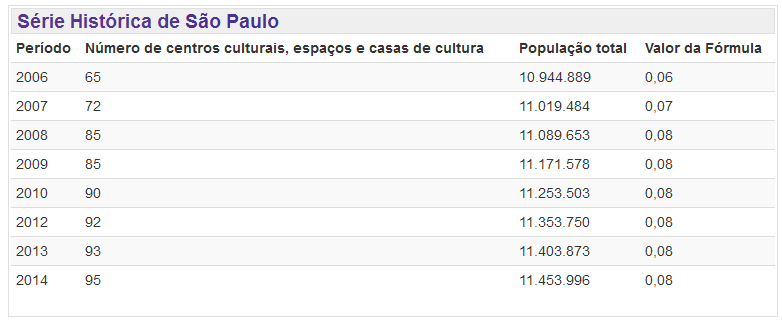 Série Histórica de São Paulo
Período Número de centros culturais, espaços e casas de cultura População total Valor da Fórmula
2006 65 10.944.889 0,06
2007 72 11.019.484 0,07
2008 85 11.089.653 0,08
2009 85 11.171.578 0,08
2010 90 11.253.503 0,08
2012 92 11.353.750 0,08
2013 93 11.403.873 0,08
2014 95 11.453.996 0,08